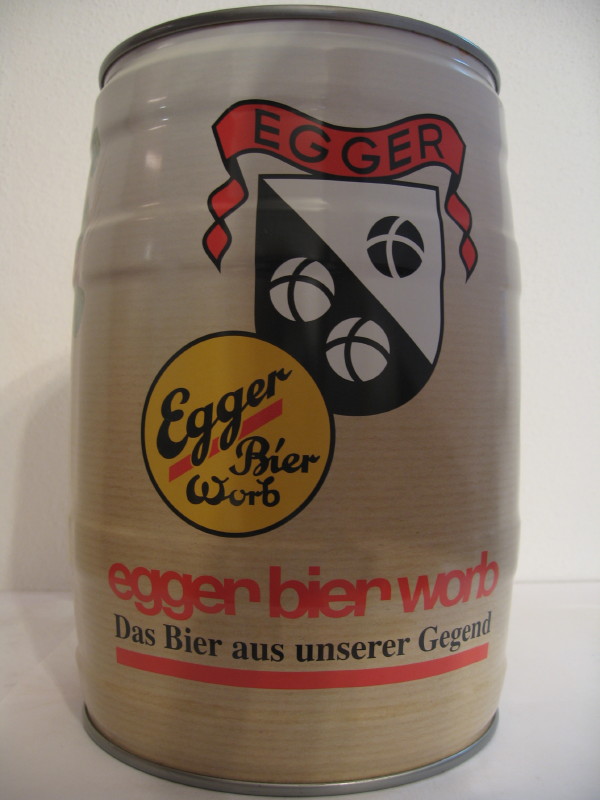 EGGER
Egger
Bier
Worb
egger bier worb
Das Bier aus unserer Gegend